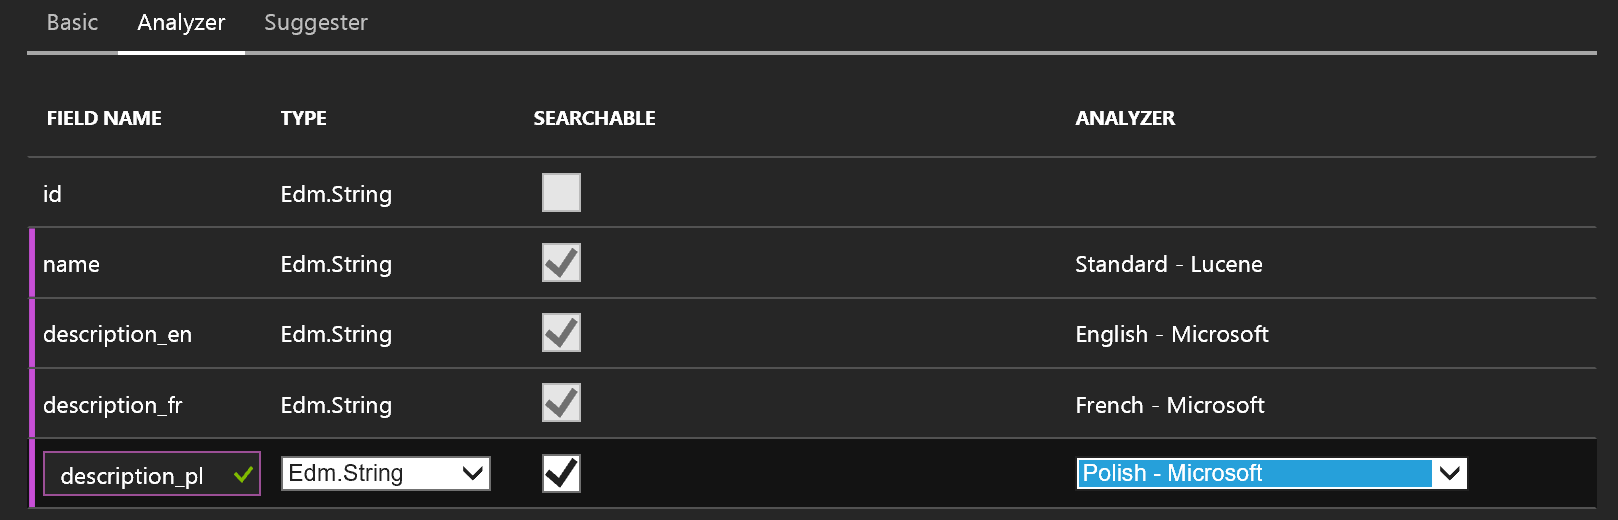 Basic Analyzer Suggester
FIELD NAME TYPE SEARCHABLE ANALYZER
id Edm.String
name Edm.String Standard - Lucene
description_en Edm.String English - Microsoft
description_fr Edm.String French - Microsoft
description_pl Edm.String Polish - Microsoft